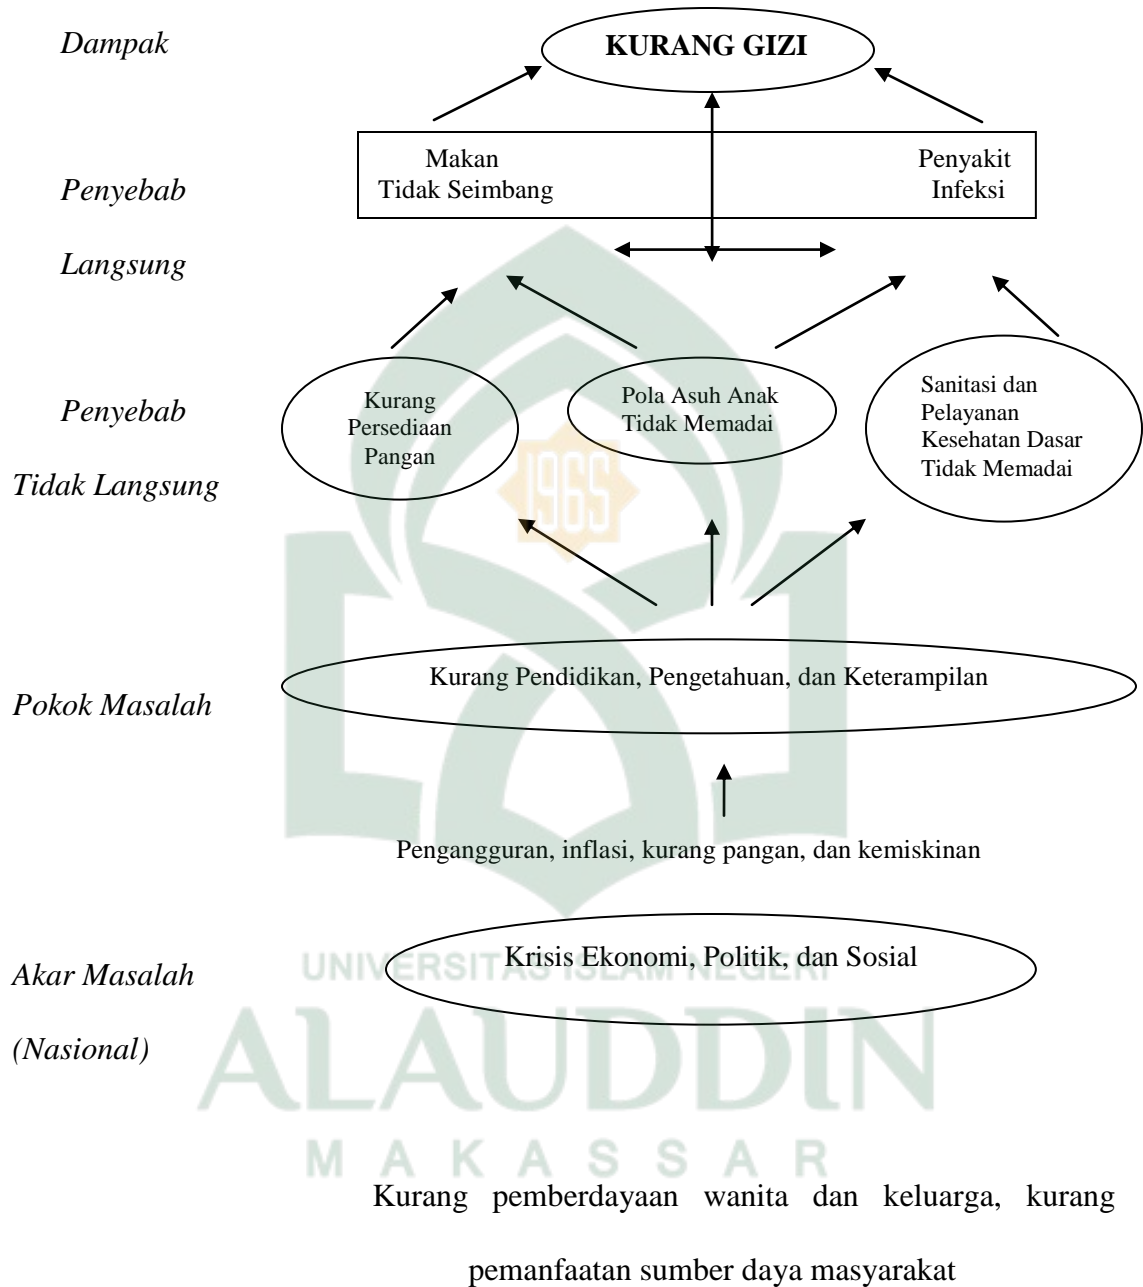 Dampak
KURANG GIZI
Penyebab
Langsung
Makan
Tidak Seimbang
Penyakit
Infeksi
Penyebab
Tidak Langsung
Kurang
Persediaan
Pangan
Pola Asuh Anak
Tidak Memadai
Sanitasi dan
Pelayanan
Kesehatan Dasar
Tidak Memadai
1965
Pokok Masalah
Kurang Pendidikan, Pengetahuan, dan Keterampilan
Pengangguran, inflasi, kurang pangan, dan kemiskinan
Akar Masalah
(Nasional)
Krisis Ekonomi, Politik, dan Sosial
UNIVERSITAS ISLAM NEGERI
ALAUDDIN
MAKASSAR
Kurang pemberdayaan wanita dan keluarga, kurang
pemanfaatan sumber daya masyarakat